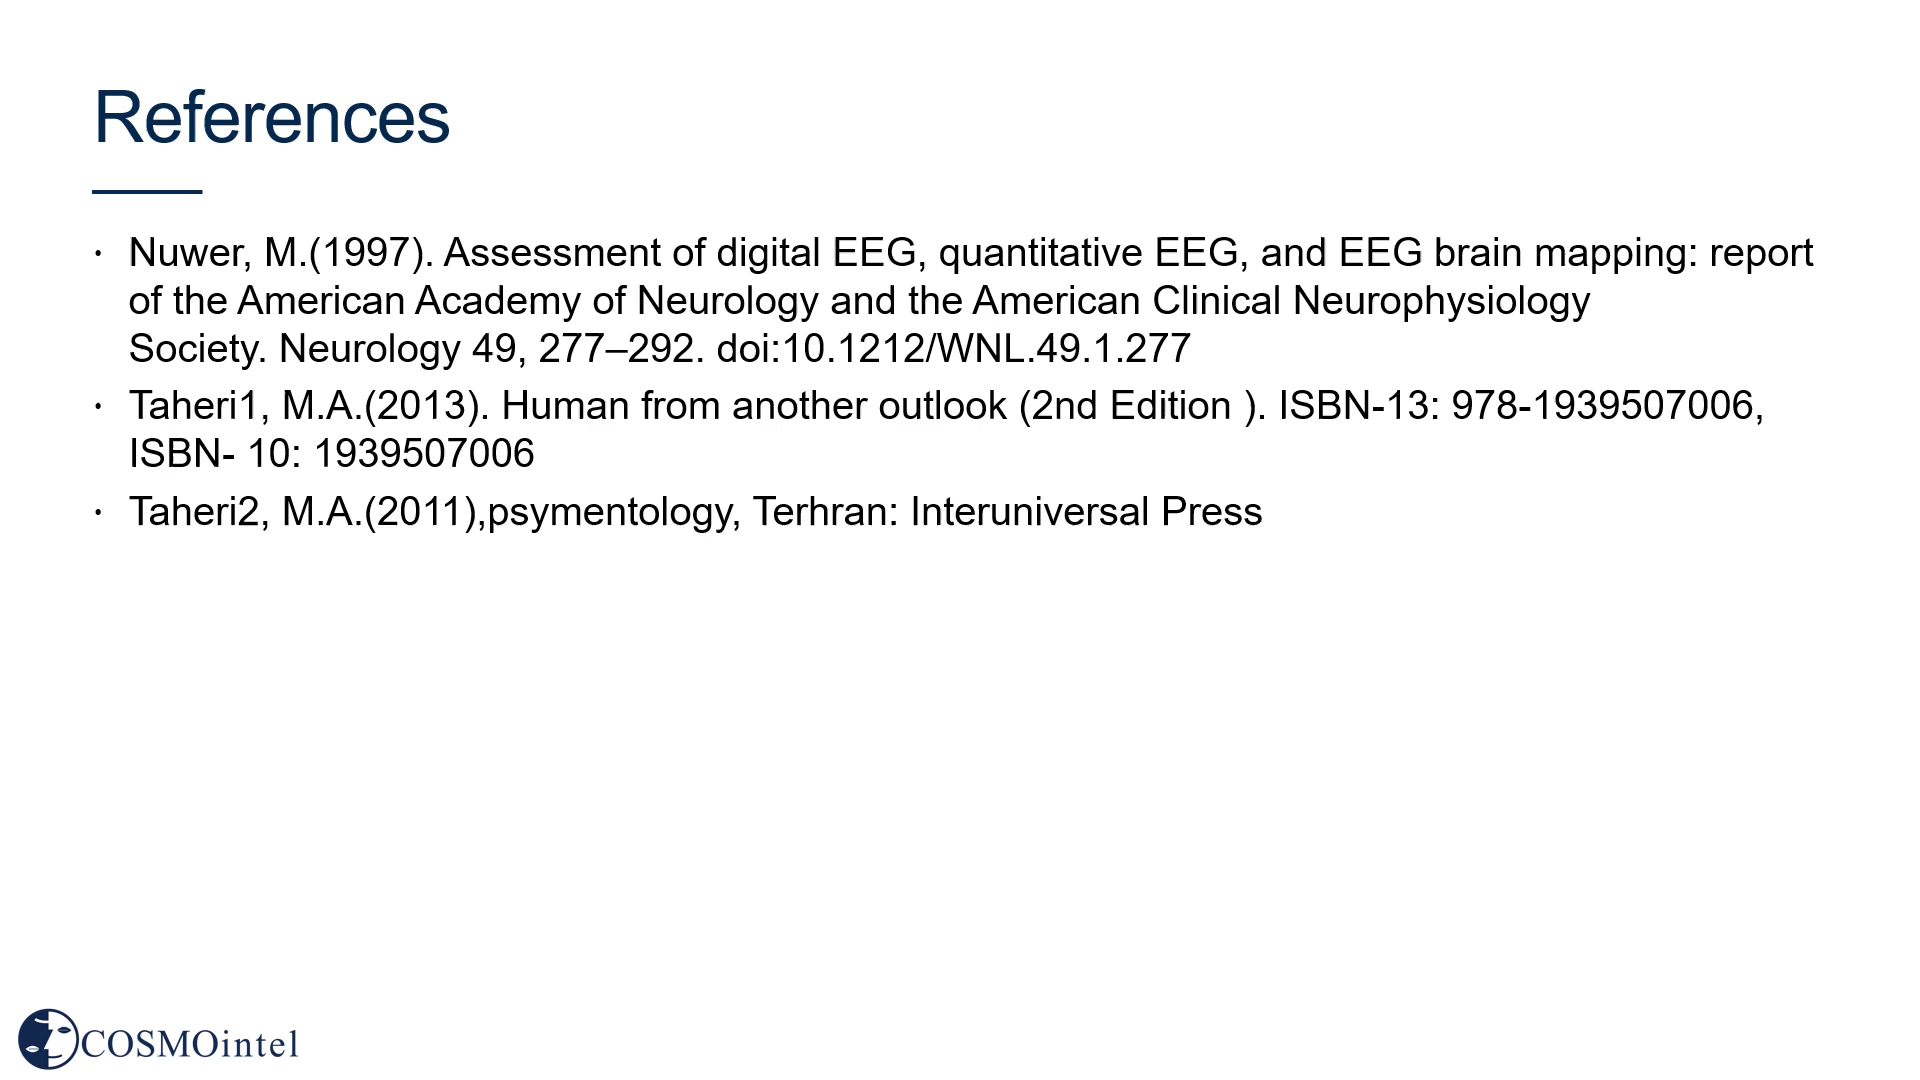 References
· Nuwer, M.(1997). Assessment of digital EEG, quantitative EEG, and EEG brain mapping: report
of the American Academy of Neurology and the American Clinical Neurophysiology
Society. Neurology 49, 277–292. doi:10.1212/WNL.49.1.277
· Taheri1, M.A.(2013). Human from another outlook (2nd Edition ). ISBN-13: 978-1939507006,
ISBN- 10: 1939507006
· Taheri2, M.A.(2011),psymentology, Terhran: Interuniversal Press
COSMOintel